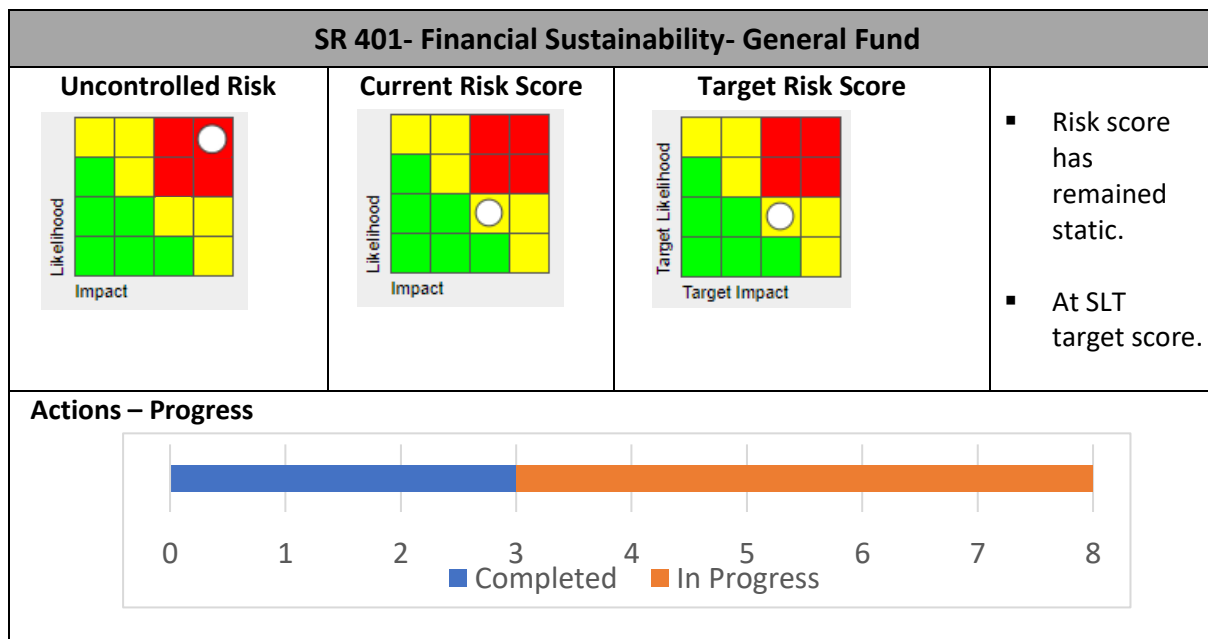 SR 401- Financial Sustainability- General Fund
Uncontrolled Risk
Likelihood
Impact
Current Risk Score
Likelihood
Impact
Target Risk Score
Target Likelihood
Target Impact
▪ Risk score
has
remained
static.
▪ At SLT
target score.
Actions – Progress
0 1 2 3 4 5 6 7 8
Completed In Progress